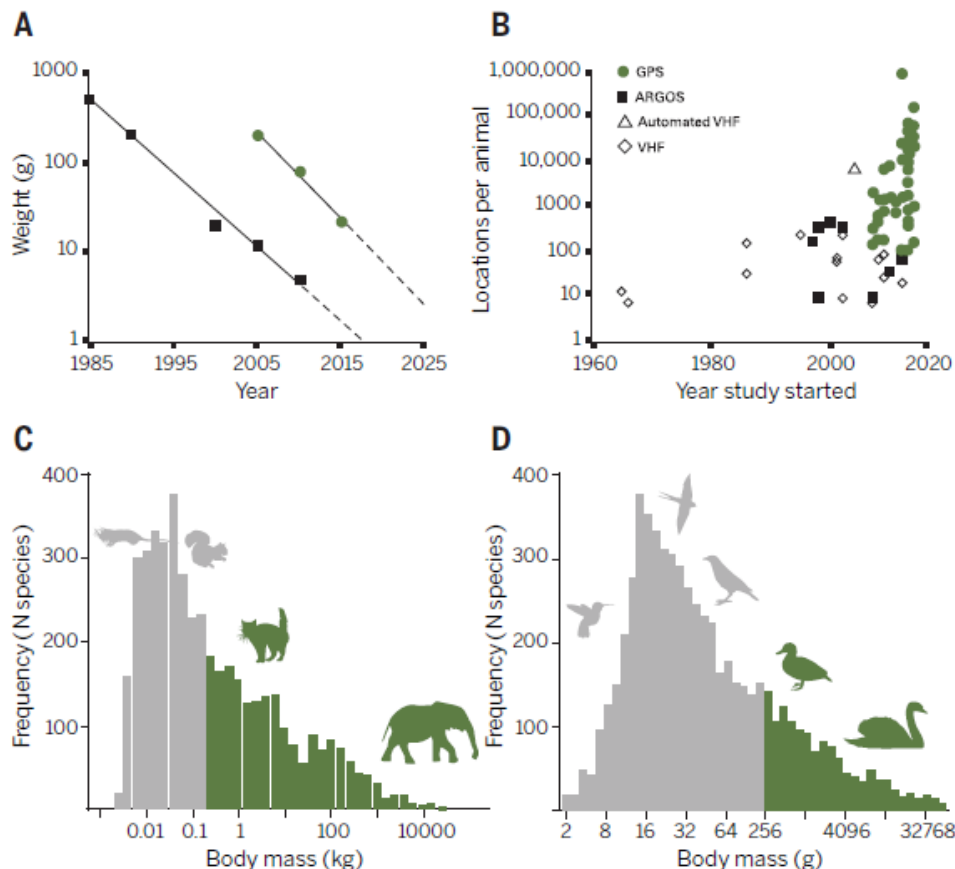 A
1000
100
10
1
Weight (g)
1985
1995
2005
2015
2025
Year
B
1,000,000
100,000
10,000
1000
100
10
1
Locations per animal
GPS
ARGOS
Automated VHF
VHF
1960
1980
2000
2020
Year study started
C
400
300
200
100
Frequency (N species)
0.01
0.1
1
100
10000
Body mass (kg)
D
400
300
200
100
Frequency (N species)
2
8
16
32
64
256
4096
32768
Body mass (g)